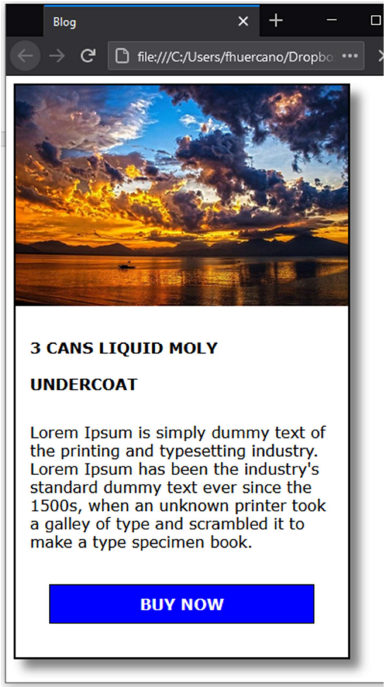 Blog
file:///C:/Users/fhuercano/Dropbo
3 CANS LIQUID MOLY
UNDERCOAT
Lorem Ipsum is simply dummy text of
the printing and typesetting industry.
Lorem Ipsum has been the industry's
standard dummy text ever since the
1500s, when an unknown printer took
a galley of type and scrambled it to
make a type specimen book.
BUY NOW